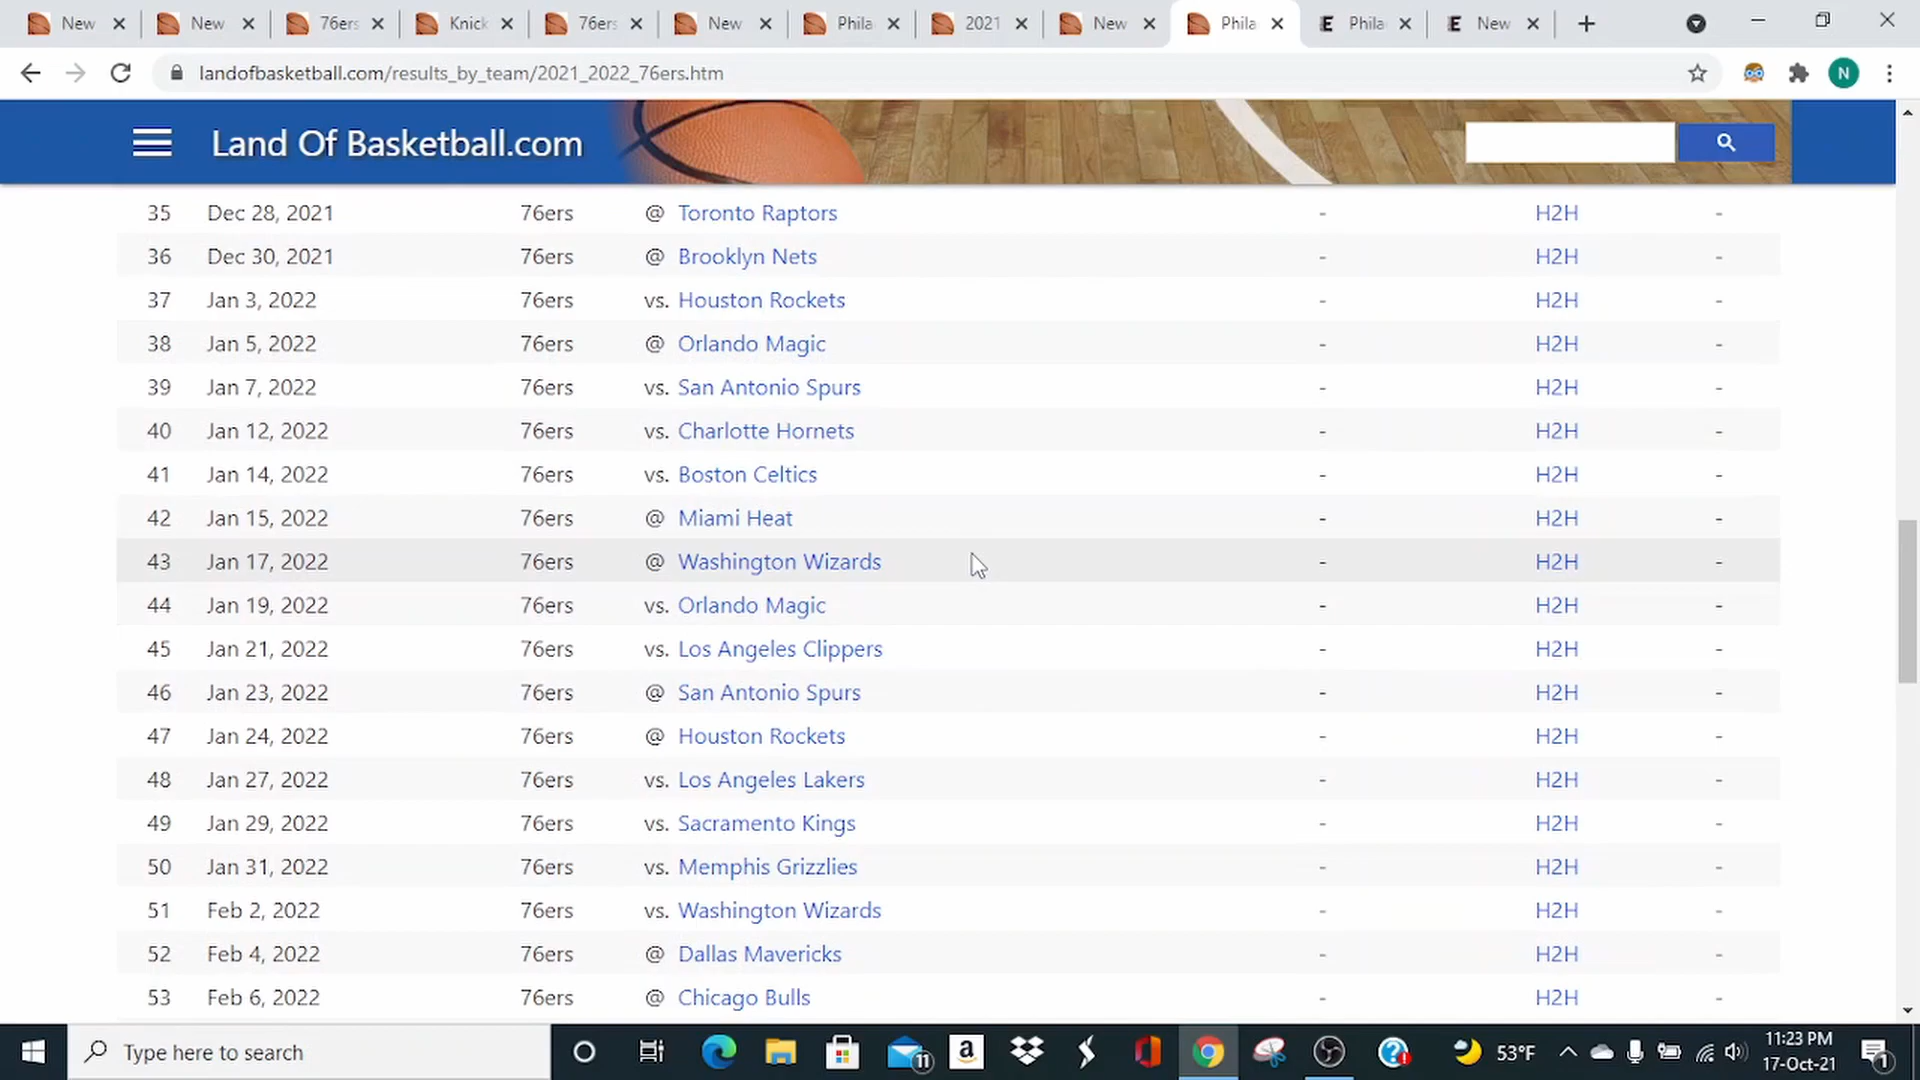 New New 76ers Knick 76ers New Phila 2021 New Phila Phila New
landofbasketball.com/results_by_team/2021_2022_76ers.htm N
Land Of Basketball.com
35 Dec 28, 2021 76ers @ Toronto Raptors - H2H -
36 Dec 30, 2021 76ers @ Brooklyn Nets - H2H -
37 Jan 3, 2022 76ers vs. Houston Rockets - H2H -
38 Jan 5, 2022 76ers @ Orlando Magic - H2H -
39 Jan 7, 2022 76ers vs. San Antonio Spurs - H2H -
40 Jan 12, 2022 76ers vs. Charlotte Hornets - H2H -
41 Jan 14, 2022 76ers vs. Boston Celtics - H2H -
42 Jan 15, 2022 76ers @ Miami Heat - H2H -
43 Jan 17, 2022 76ers @ Washington Wizards - H2H -
44 Jan 19, 2022 76ers vs. Orlando Magic - H2H -
45 Jan 21, 2022 76ers vs. Los Angeles Clippers - H2H -
46 Jan 23, 2022 76ers @ San Antonio Spurs - H2H -
47 Jan 24, 2022 76ers @ Houston Rockets - H2H -
48 Jan 27, 2022 76ers vs. Los Angeles Lakers - H2H -
49 Jan 29, 2022 76ers vs. Sacramento Kings - H2H -
50 Jan 31, 2022 76ers vs. Memphis Grizzlies - H2H -
51 Feb 2, 2022 76ers vs. Washington Wizards - H2H -
52 Feb 4, 2022 76ers @ Dallas Mavericks - H2H -
53 Feb 6, 2022 76ers @ Chicago Bulls - H2H -
Type here to search 11 a 53°F 11:23 PM 1
17-Oct-21